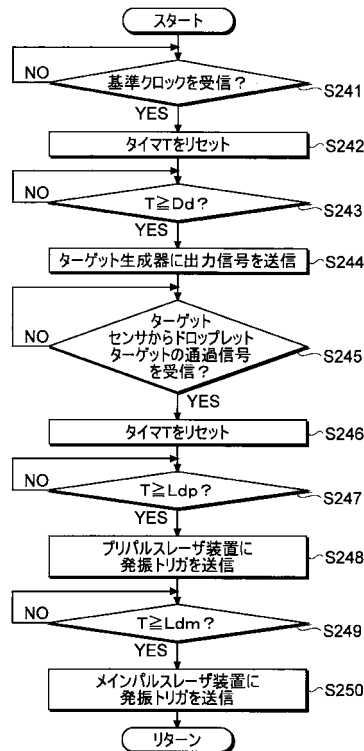 スタート
基準クロックを受信?
NO
S241
YES
タイマTをリセット
S242
T≧Dd?
NO
S243
YES
ターゲット生成器に出力信号を送信
S244
ターゲット
センサからドロップレット
ターゲットの通過信号
を受信?
NO
S245
YES
タイマTをリセット
S246
T≧Ldp?
NO
S247
YES
プリパルスレーザ装置に
発振トリガを送信
S248
T≧Ldm?
NO
S249
YES
メインパルスレーザ装置に
発振トリガを送信
S250
リターン